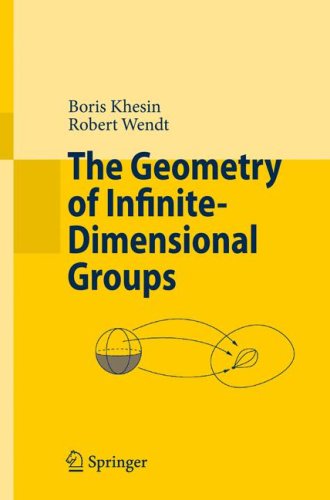 Boris Khesin
Robert Wendt
The Geometry
of Infinite-
Dimensional
Groups
Springer